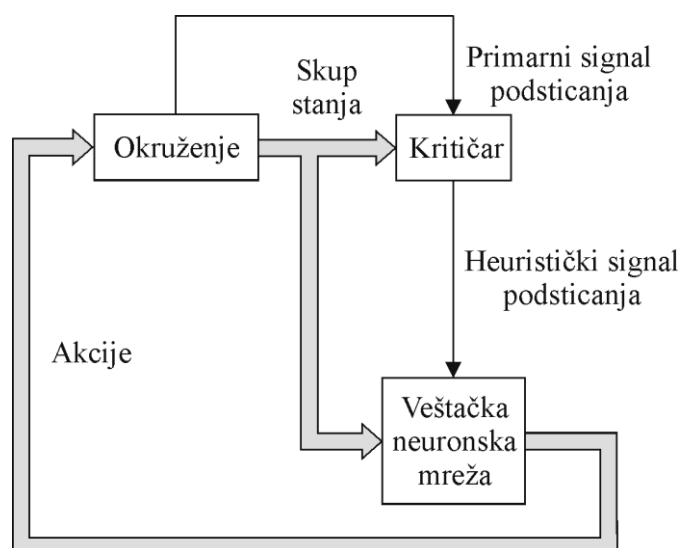 Primarni signal
podsticanja
Skup
stanja
Okruženje
Kritičar
Heuristički signal
podsticanja
Akcije
Veštačka
neuronska
mreža